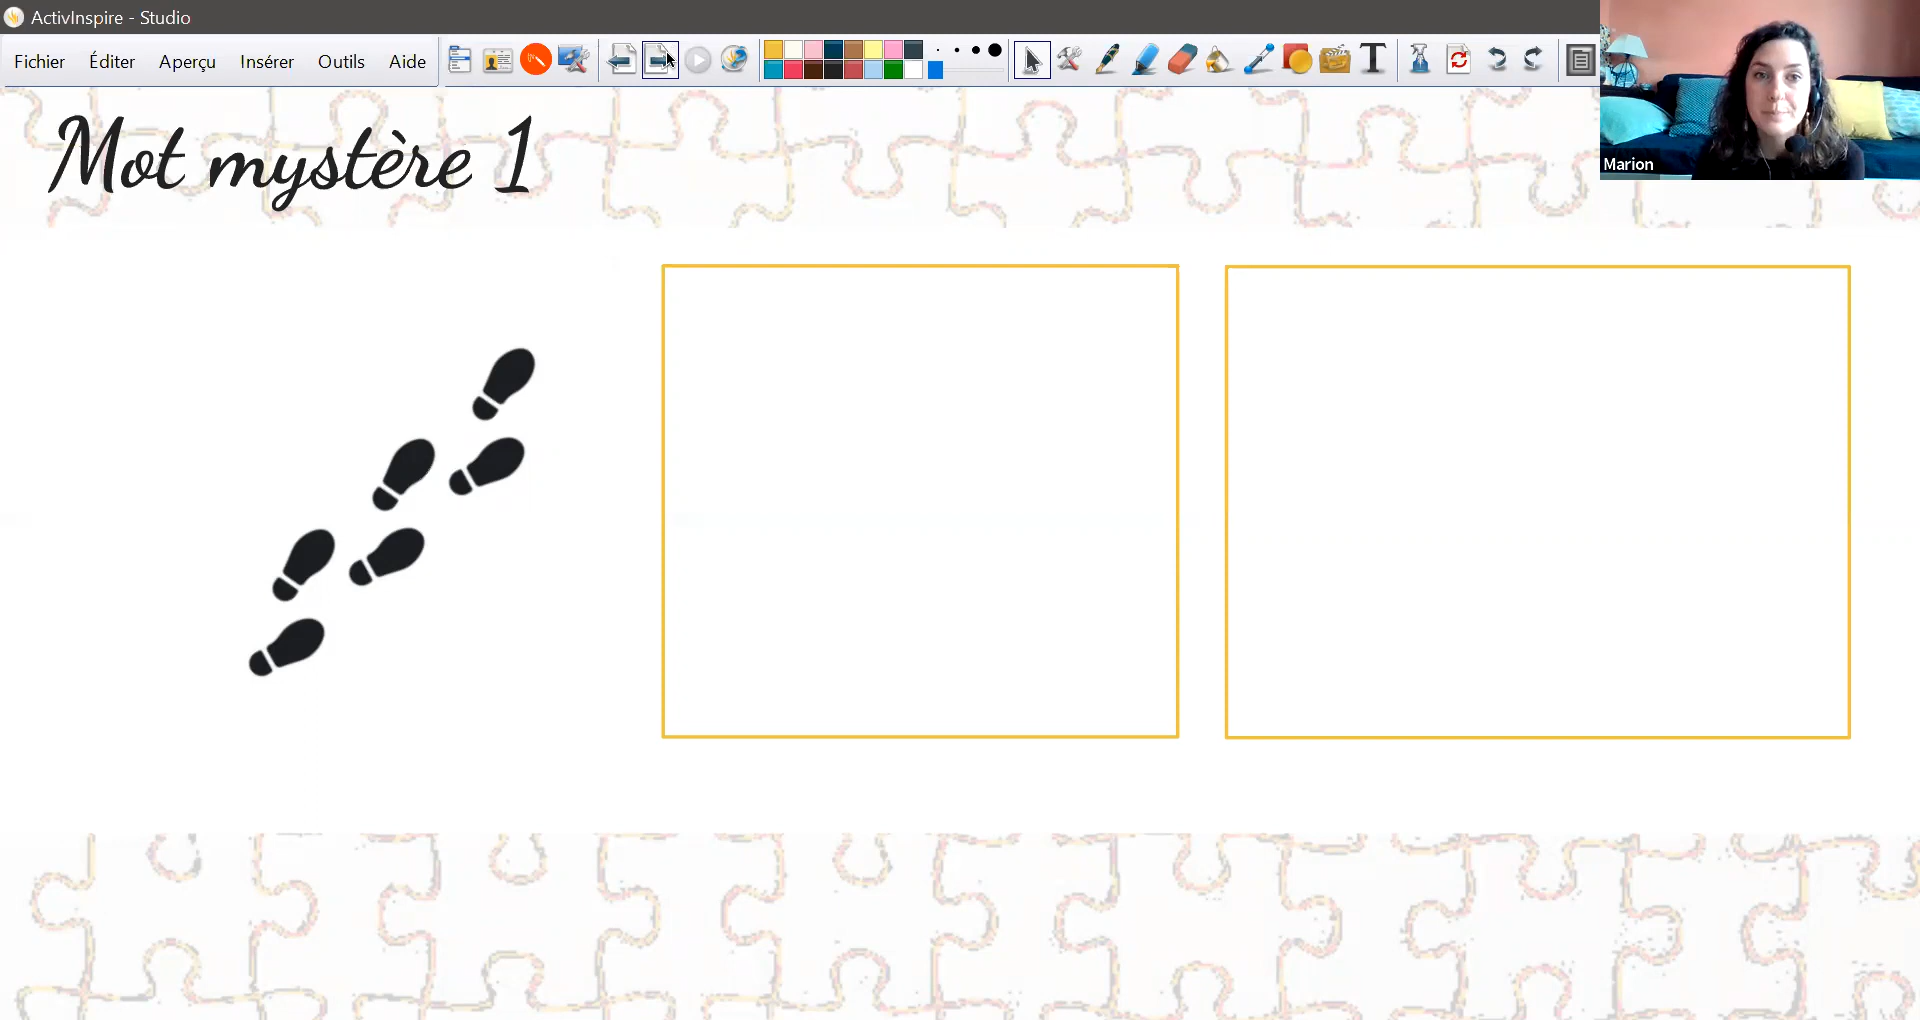 ActivInspire - Studio
Fichier Éditer Aperçu Insérer Outils Aide
T
Marion
Mot mystère 1